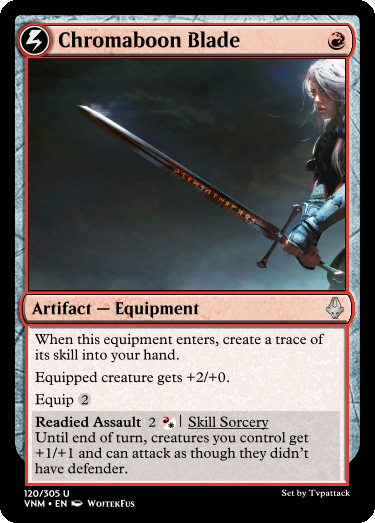 Chromaboon Blade
Artifact — Equipment
When this equipment enters, create a trace of
its skill into your hand.
Equipped creature gets +2/+0.
Equip 2
Readied Assault 2 | Skill Sorcery
Until end of turn, creatures you control get
+1/+1 and can attack as though they didn't
have defender.
120/305 U
VNM • EN WojtekFus
Set by Tvpattack